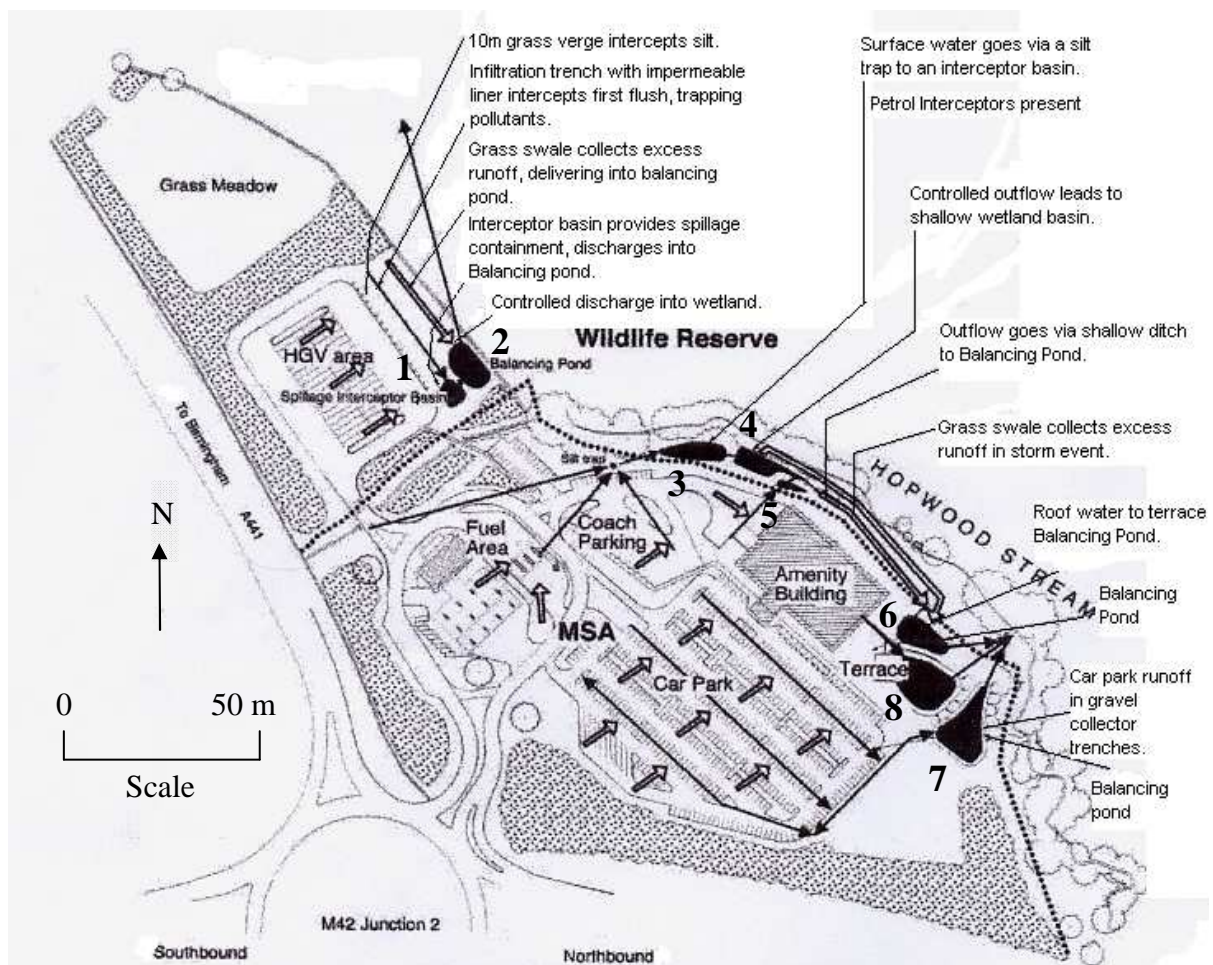 10m grass verge intercepts silt.
Infiltration trench with impermeable
liner intercepts first flush, trapping
pollutants.
Grass swale collects excess
runoff, delivering into balancing
pond.
Interceptor basin provides spillage
containment, discharges into
Balancing pond.
Controlled discharge into wetland.
Surface water goes via a silt
trap to an interceptor basin.
Petrol Interceptors present
Controlled outflow leads to
shallow wetland basin.
Outflow goes via shallow ditch
to Balancing Pond.
Grass swale collects excess
runoff in storm event.
Roof water to terrace
Balancing Pond.
Balancing
Pond
Car park runoff
in gravel
collector
trenches.
Balancing
pond
Grass Meadow
HGV area
1
Spillage Interceptor Basin
2
Balancing Pond
Wildlife Reserve
To Birmingham
A441
Silt trap
3
4
5
HOPWOOD STREAM
N
Fuel
Area
Coach
Parking
Amenity
Building
MSA
Car Park
6
Terrace
8
7
0 50 m
Scale
M42 Junction 2
Southbound
Northbound